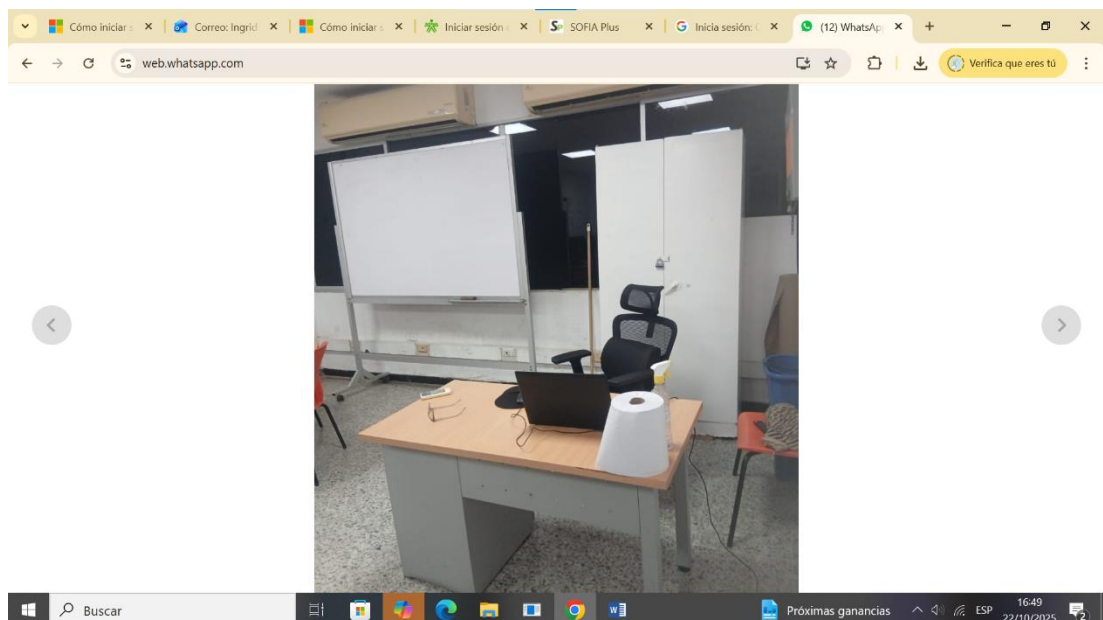 Cómo iniciar s
Correo: Ingrid
Cómo iniciar s
Iniciar sesión
SOFIA Plus
Inicia sesión: C
(12) WhatsAp
web.whatsapp.com
Verifica que eres tú
Buscar
Próximas ganancias
ESP
16:49
22/10/2025
2